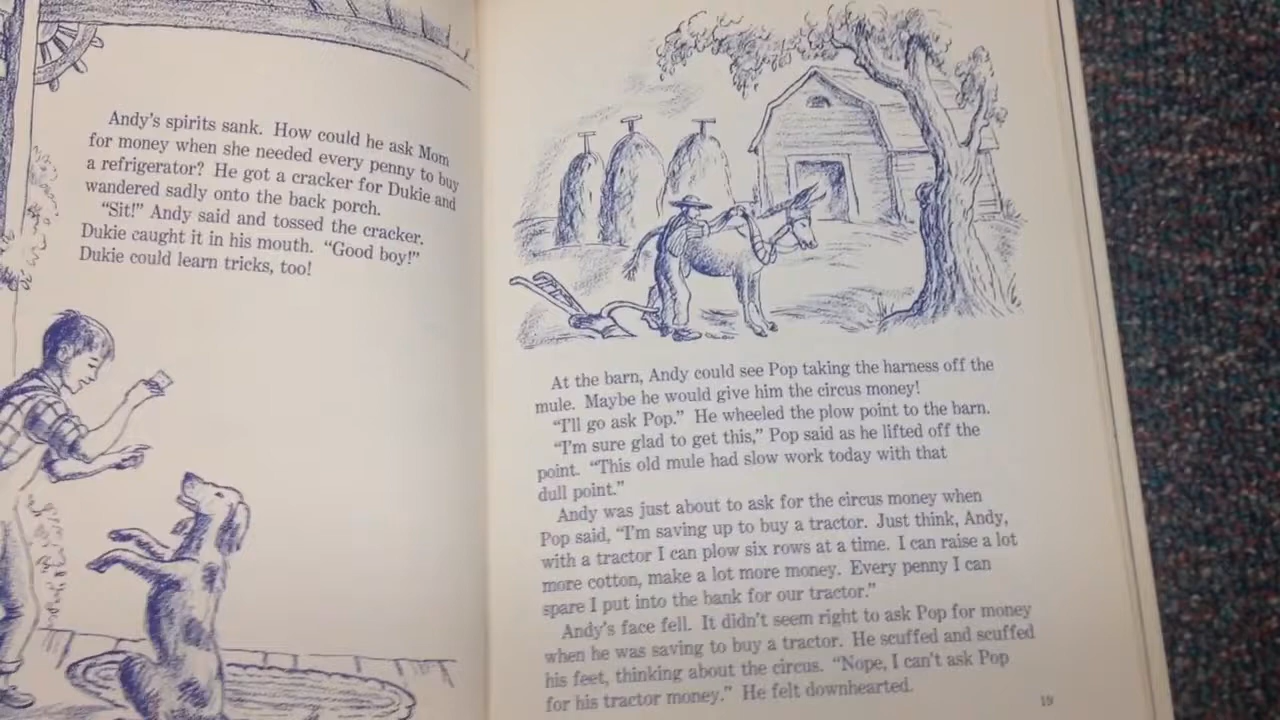 Andy's spirits sank. How could he ask Mom
for money when she needed every penny to buy
a refrigerator? He got a cracker for Dukie and
wandered sadly onto the back porch.
"Sit!" Andy said and tossed the cracker.
Dukie caught it in his mouth. "Good boy!"
Dukie could learn tricks, too!
At the barn, Andy could see Pop taking the harness off the
mule. Maybe he would give him the circus money!
"I'll go ask Pop." He wheeled the plow point to the barn.
"I'm sure glad to get this," Pop said as he lifted off the
point. "This old mule had slow work today with that
dull point."
Andy was just about to ask for the circus money when
Pop said, "I'm saving up to buy a tractor. Just think, Andy,
with a tractor I can plow six rows at a time. I can raise a lot
more cotton, make a lot more money. Every penny I can
spare I put into the bank for our tractor."
Andy's face fell. It didn't seem right to ask Pop for money
when he was saving to buy a tractor. He scuffed and scuffed
his feet, thinking about the circus. "Nope, I can't ask Pop
for his tractor money." He felt downhearted.
19